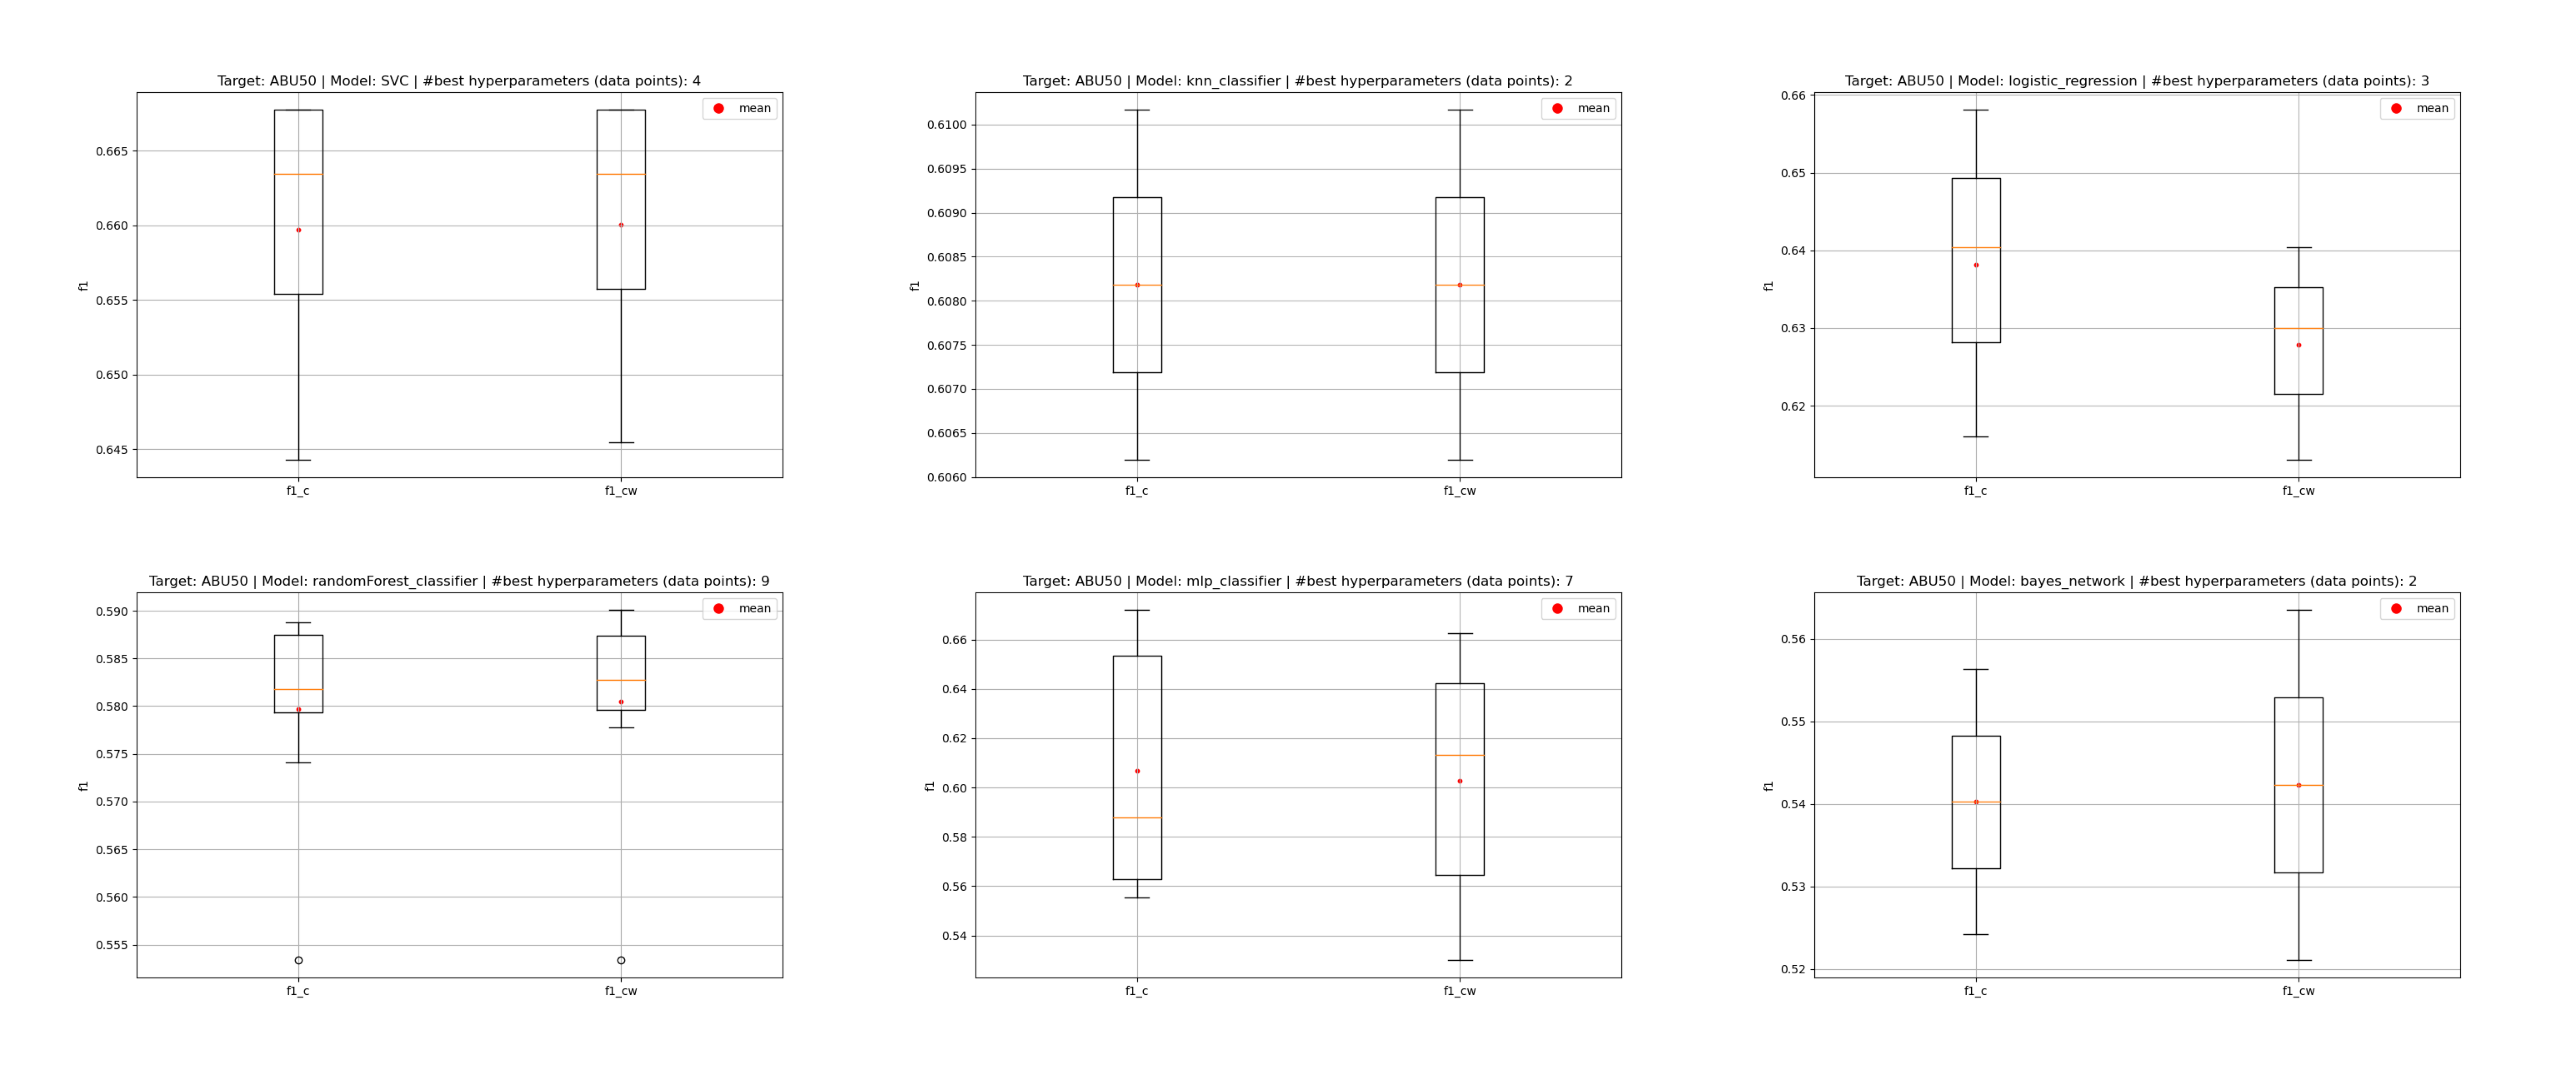 Target: ABU50 | Model: SVC | #best hyperparameters (data points): 4
mean
0.665
0.660
0.655
0.650
0.645
f1
f1_c
f1_cw
Target: ABU50 | Model: knn_classifier | #best hyperparameters (data points): 2
mean
0.6100
0.6095
0.6090
0.6085
0.6080
0.6075
0.6070
0.6065
0.6060
f1
f1_c
f1_cw
Target: ABU50 | Model: logistic_regression | #best hyperparameters (data points): 3
mean
0.66
0.65
0.64
0.63
0.62
f1
f1_c
f1_cw
Target: ABU50 | Model: randomForest_classifier | #best hyperparameters (data points): 9
mean
0.590
0.585
0.580
0.575
0.570
0.565
0.560
0.555
f1
f1_c
f1_cw
Target: ABU50 | Model: mlp_classifier | #best hyperparameters (data points): 7
mean
0.66
0.64
0.62
0.60
0.58
0.56
0.54
f1
f1_c
f1_cw
Target: ABU50 | Model: bayes_network | #best hyperparameters (data points): 2
mean
0.56
0.55
0.54
0.53
0.52
f1
f1_c
f1_cw